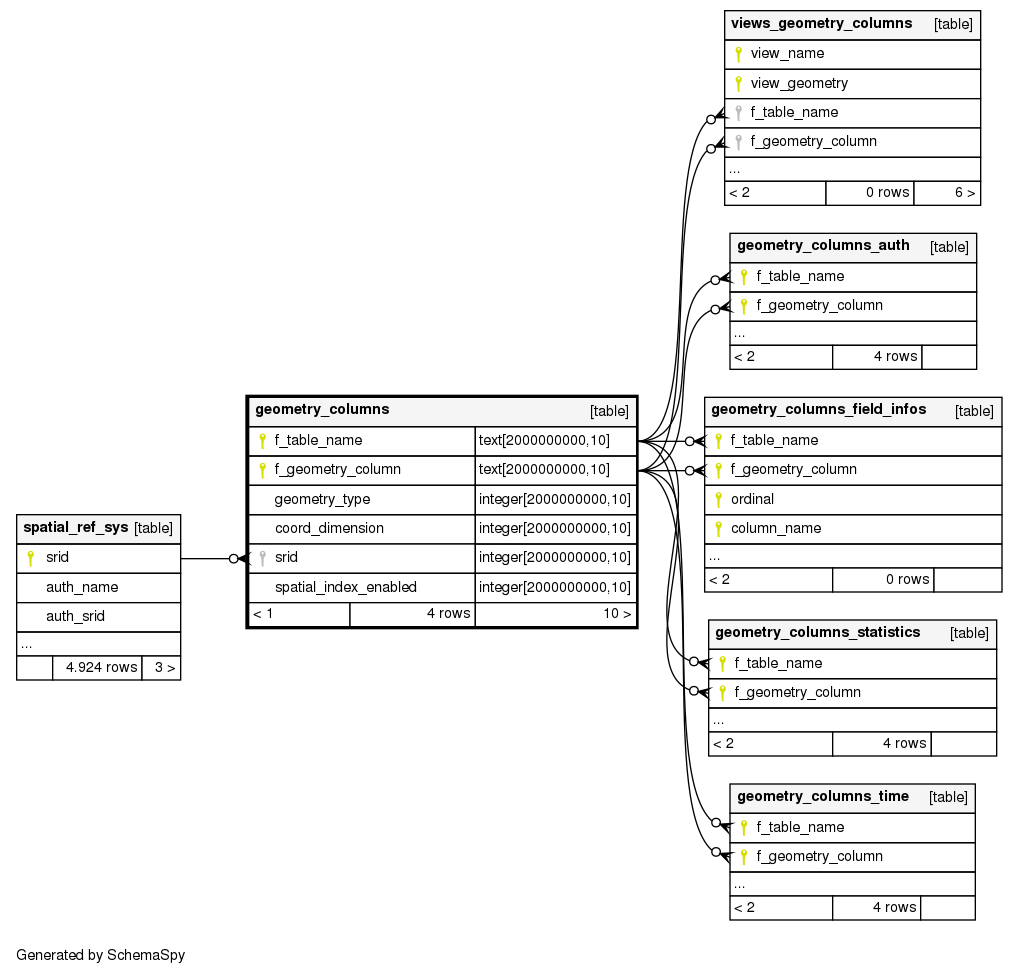 views_geometry_columns [table]
view_name
view_geometry
f_table_name
f_geometry_column
...
< 2 0 rows 6 >
geometry_columns_auth [table]
f_table_name
f_geometry_column
...
< 2 4 rows
geometry_columns [table]
f_table_name text[2000000000,10]
f_geometry_column text[2000000000,10]
geometry_type integer[2000000000,10]
coord_dimension integer[2000000000,10]
srid integer[2000000000,10]
spatial_index_enabled integer[2000000000,10]
< 1 4 rows 10 >
geometry_columns_field_infos [table]
f_table_name
f_geometry_column
ordinal
column_name
...
< 2 0 rows
spatial_ref_sys [table]
srid
auth_name
auth_srid
...
4.924 rows 3 >
geometry_columns_statistics [table]
f_table_name
f_geometry_column
...
< 2 4 rows
geometry_columns_time [table]
f_table_name
f_geometry_column
...
< 2 4 rows
Generated by SchemaSpy